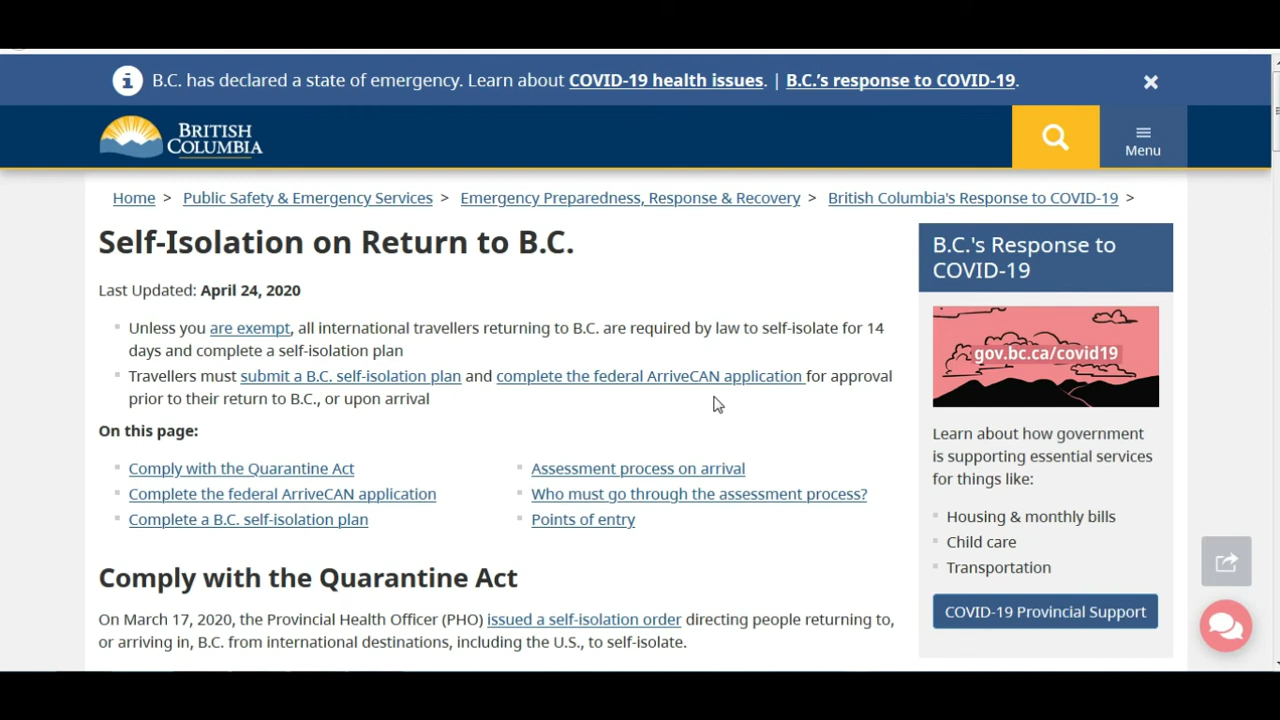 B.C. has declared a state of emergency. Learn about COVID-19 health issues. | B.C.’s response to COVID-19.
BRITISH
COLUMBIA
Menu
Home > Public Safety & Emergency Services > Emergency Preparedness, Response & Recovery > British Columbia's Response to COVID-19 >
Self-Isolation on Return to B.C.
Last Updated: April 24, 2020
Unless you are exempt, all international travellers returning to B.C. are required by law to self-isolate for 14
days and complete a self-isolation plan
Travellers must submit a B.C. self-isolation plan and complete the federal ArriveCAN application for approval
prior to their return to B.C., or upon arrival
On this page:
Comply with the Quarantine Act
Complete the federal ArriveCAN application
Complete a B.C. self-isolation plan
Assessment process on arrival
Who must go through the assessment process?
Points of entry
Comply with the Quarantine Act
On March 17, 2020, the Provincial Health Officer (PHO) issued a self-isolation order directing people returning to,
or arriving in, B.C. from international destinations, including the U.S., to self-isolate.
B.C.'s Response to
COVID-19
gov.bc.ca/covid19
Learn about how government
is supporting essential services
for things like:
Housing & monthly bills
Child care
Transportation
COVID-19 Provincial Support